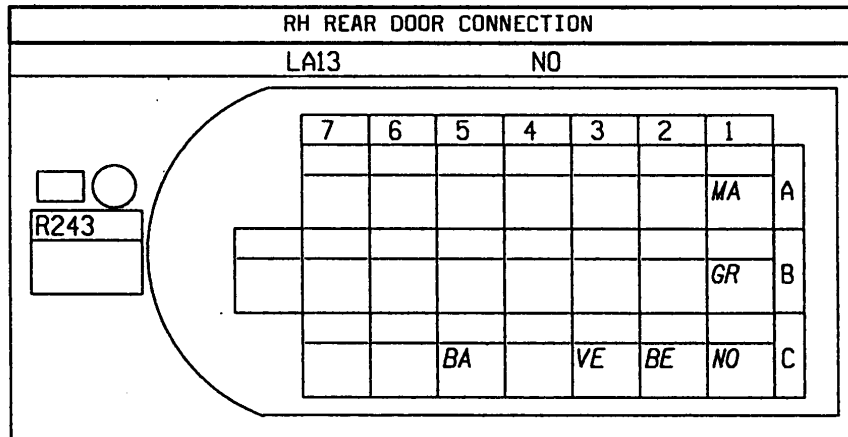 RH REAR DOOR CONNECTION
LA13 NO
7 6 5 4 3 2 1
MA A
R243
GR B
BA VE BE NO C